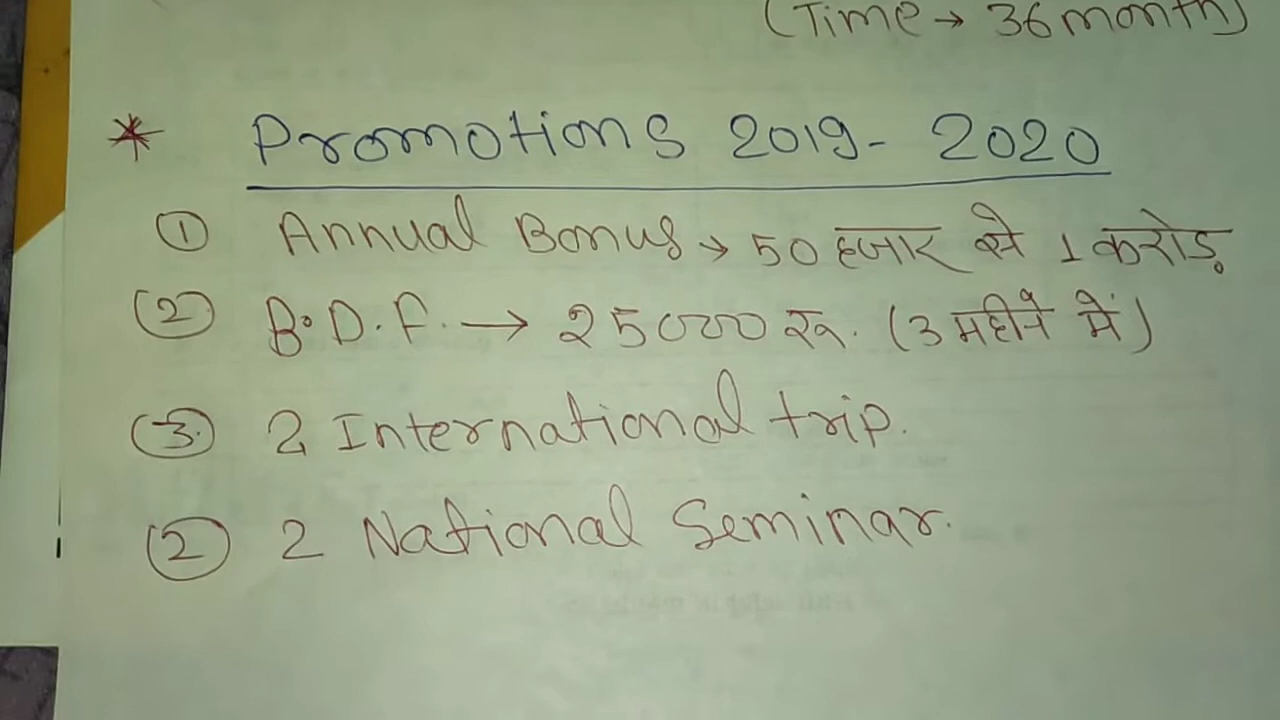 (Time → 36 month)
* Promotions 2019- 2020
① Annual Bonus → 50 हजार से 1 करोड़
② B.D.F. → 25000 रू. (3 महीने में)
③ 2 International trip.
② 2 National Seminar.